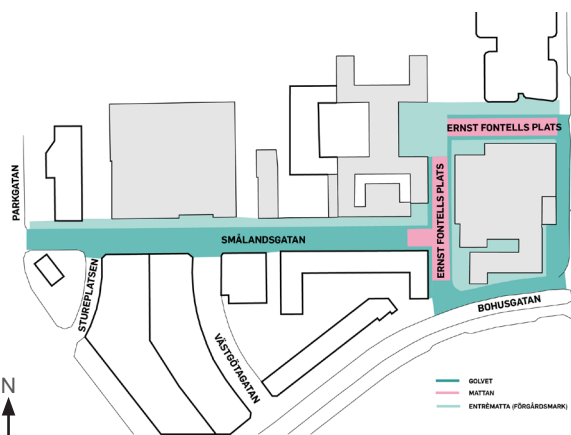 ERNST FONTELLS PLATS
PARKGATAN
SMÅLANDSGATAN
ERNST FONTELLS PLATS
STUREPLATSEN
BOHUSGATAN
VÄSTGÖTAGATAN
N
GOLVET
MATTAN
ENTRÉMATTA (FÖRGÅRDSMARK)